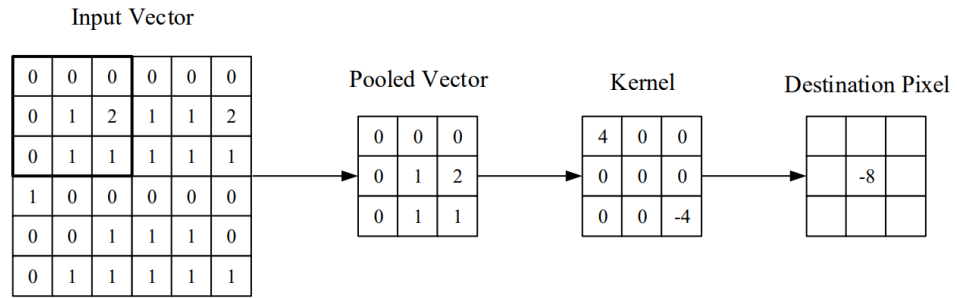 Input Vector
0 0 0 0 0 0
0 1 2 1 1 2
0 1 1 1 1 1
1 0 0 0 0 0
0 0 1 1 1 0
0 1 1 1 1 1
Pooled Vector
0 0 0
0 1 2
0 1 1
Kernel
4 0 0
0 0 0
0 0 -4
Destination Pixel
-8